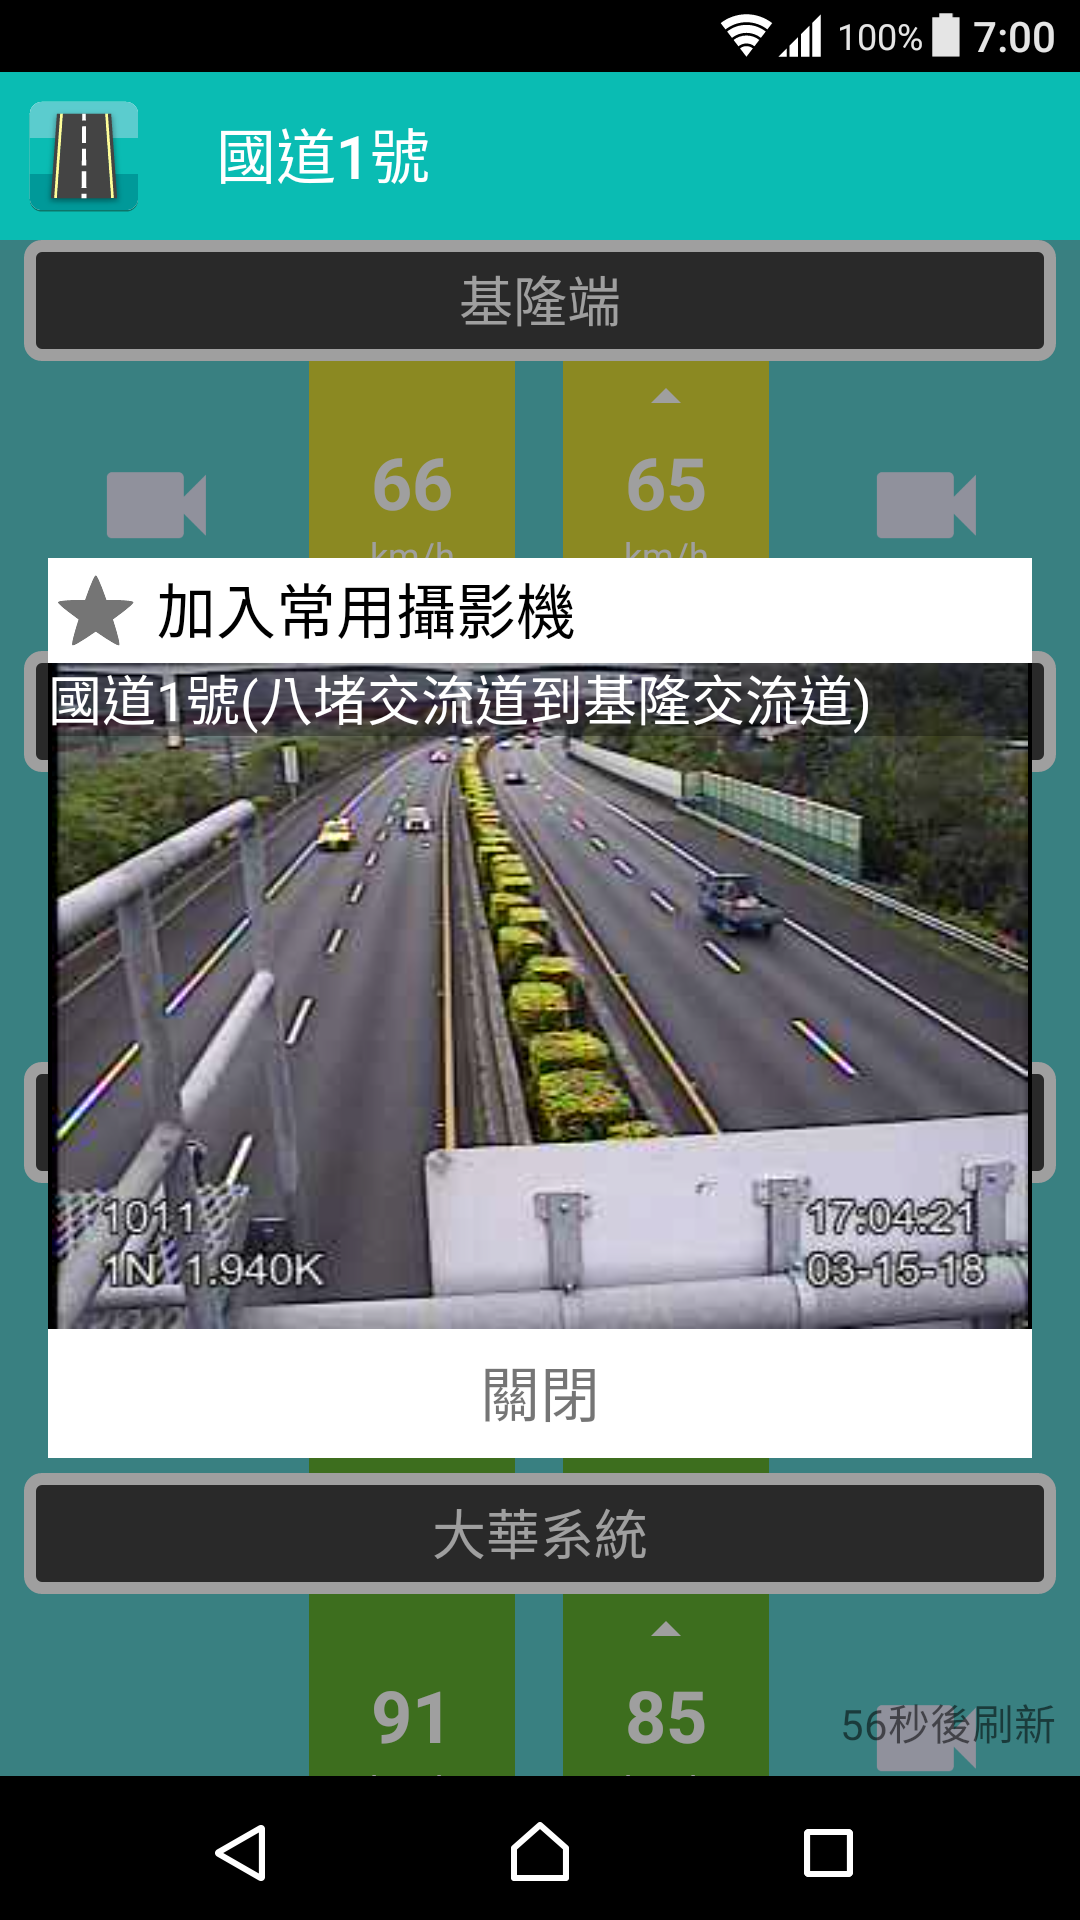 100% 7:00
國道1號
基隆端
66 65
km/h km/h
加入常用攝影機
國道1號(八堵交流道到基隆交流道)
1011 17:04:21
1N 1.940K 03-15-18
關閉
大華系統
91 85
56秒後刷新